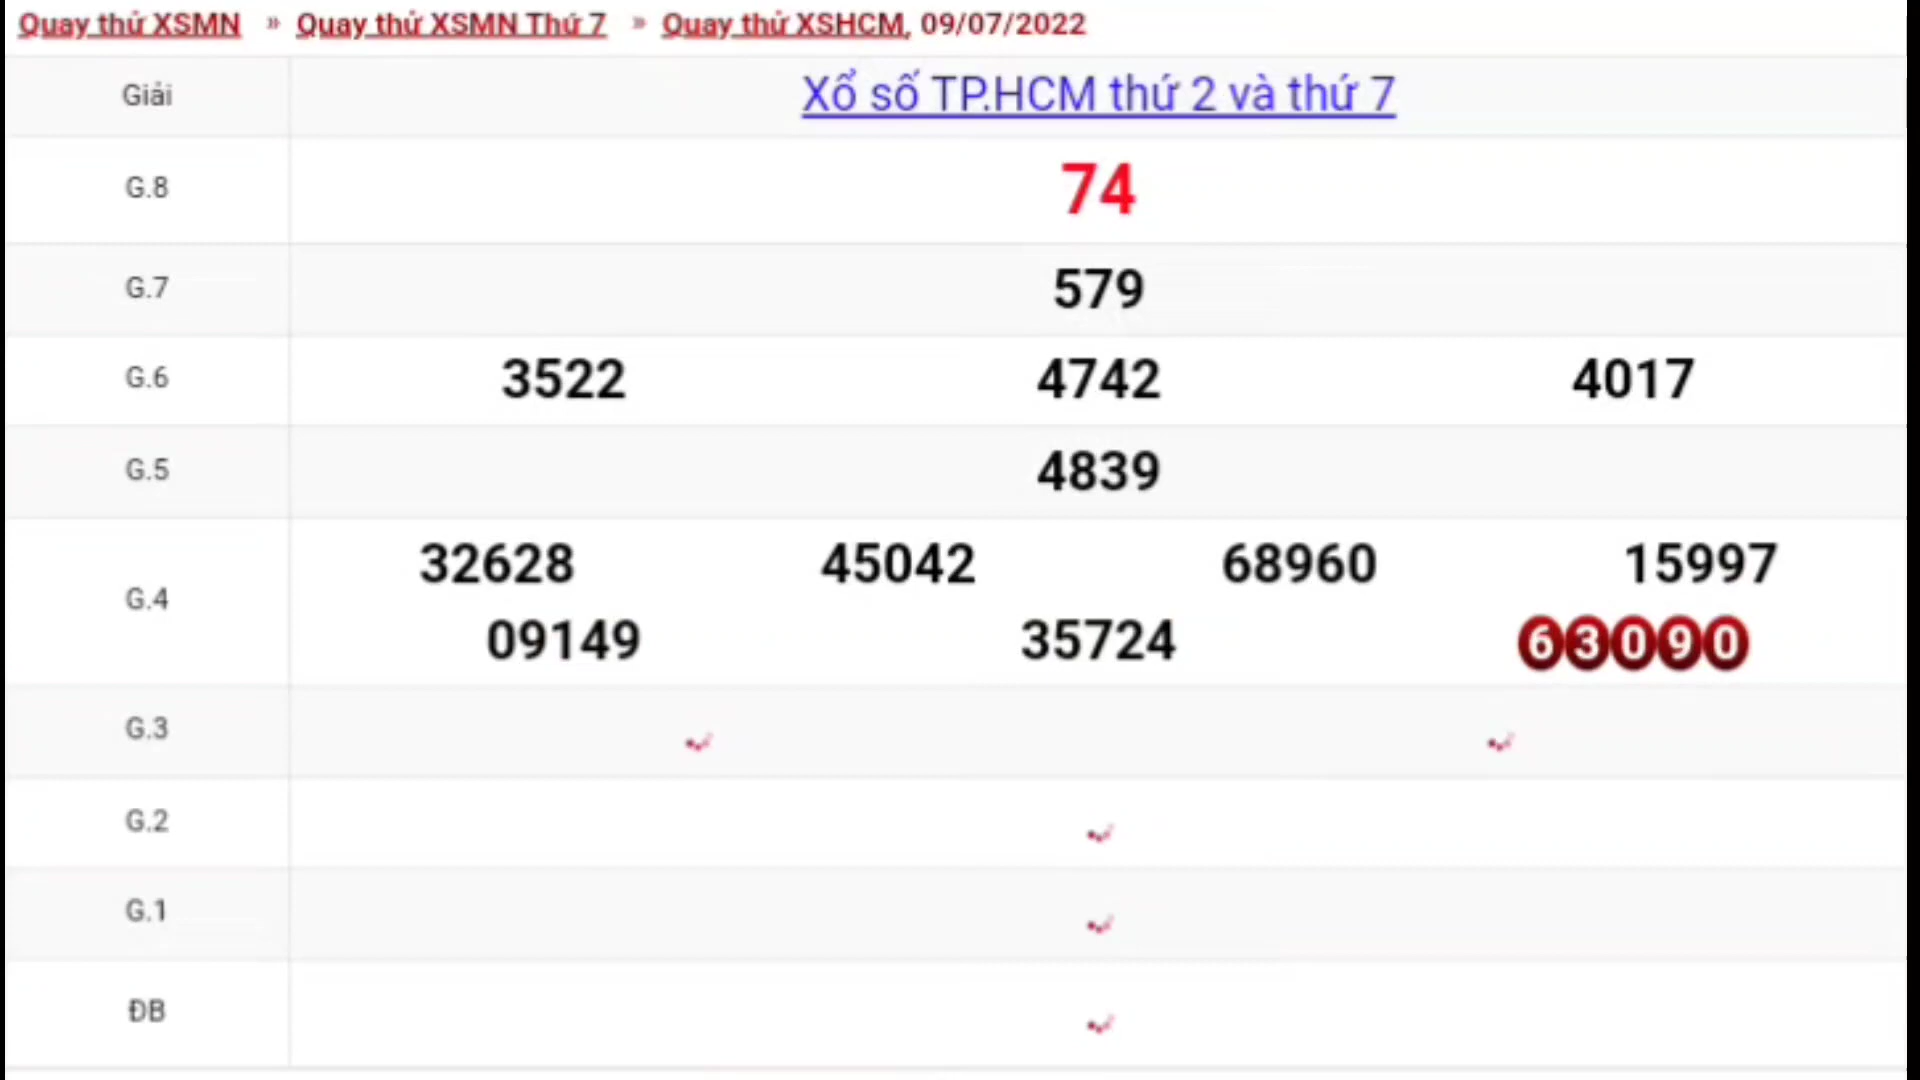 Quay thử XSMN » Quay thử XSMN Thứ 7 » Quay thử XSHCM, 09/07/2022
Giải Xổ số TP.HCM thứ 2 và thứ 7
G.8 74
G.7 579
G.6 3522 4742 4017
G.5 4839
G.4 32628 45042 68960 15997
09149 35724 63090
G.3
G.2
G.1
ĐB